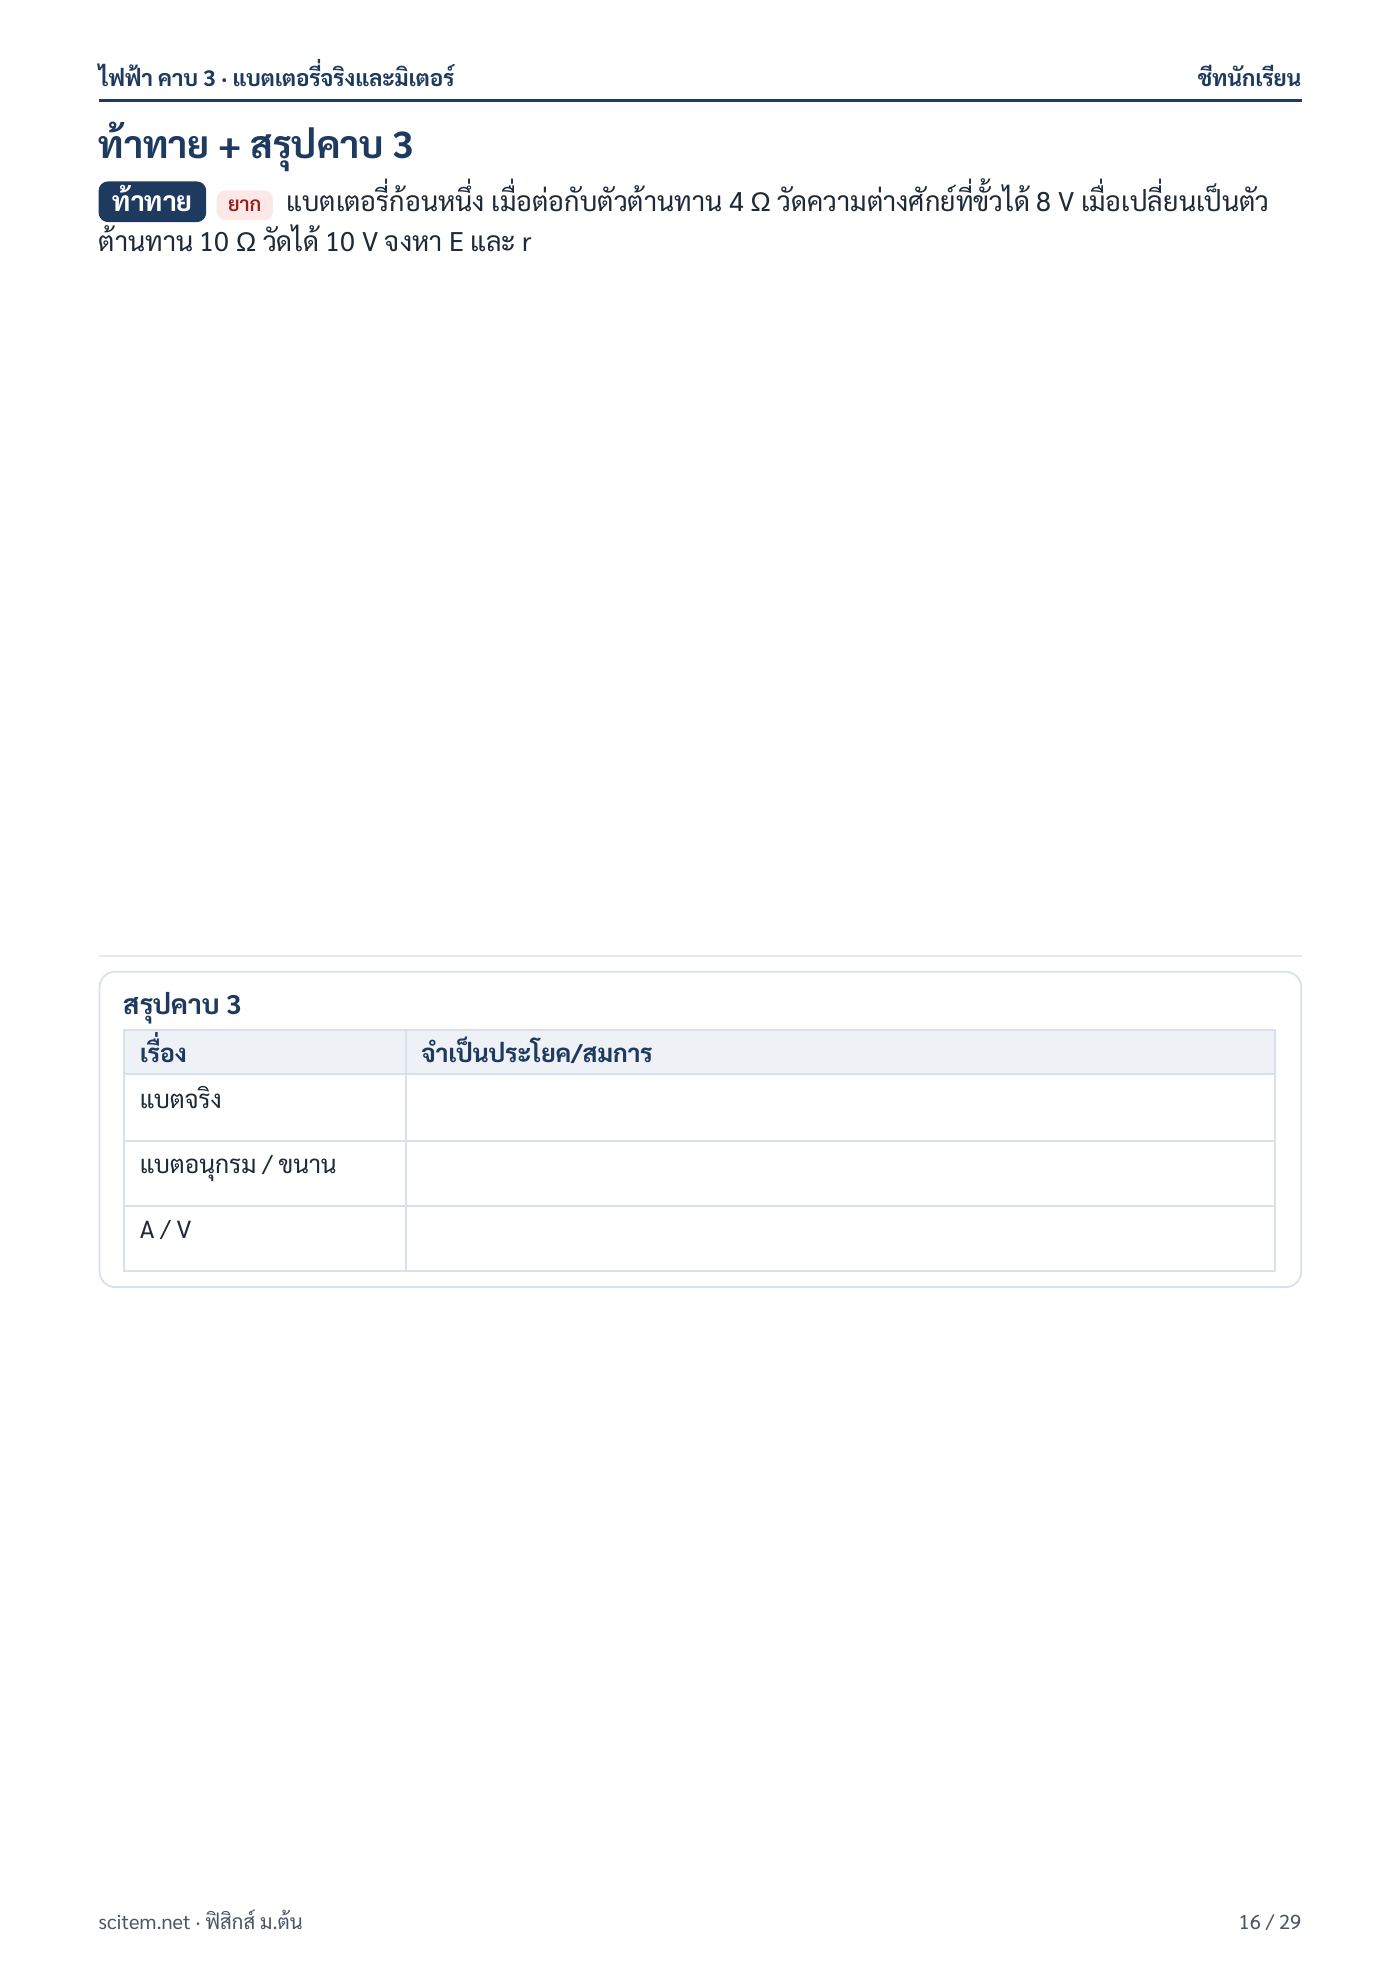 ไฟฟ้า คาบ 3 · แบตเตอรี่จริงและมิเตอร์
ชีทนักเรียน
ท้าทาย + สรุปคาบ 3
ท้าทาย ยาก แบตเตอรี่ก้อนหนึ่ง เมื่อต่อกับตัวต้านทาน 4 Ω วัดความต่างศักย์ที่ขั้วได้ 8 V เมื่อเปลี่ยนเป็นตัว
ต้านทาน 10 Ω วัดได้ 10 V จงหา E และ r
สรุปคาบ 3
เรื่อง
จำเป็นประโยค/สมการ
แบตจริง
แบตอนุกรม / ขนาน
A / V
scitem.net · ฟิสิกส์ ม.ต้น
16 / 29